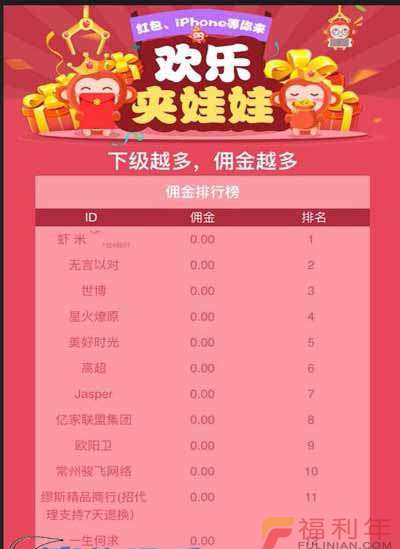 红包、iPhone等你来
欢乐
夹娃娃
下级越多，佣金越多
佣金排行榜
ID 佣金 排名
虾 米 0.00 1
无言以对 0.00 2
世博 0.00 3
星火燎原 0.00 4
美好时光 0.00 5
高超 0.00 6
Jasper 0.00 7
亿家联盟集团 0.00 8
欧阳卫 0.00 9
常州骏飞网络 0.00 10
缪斯精品商行(招代 0.00 11
理支持7天退换)
一生何求 0.00
福利年
FULINIAN.COM